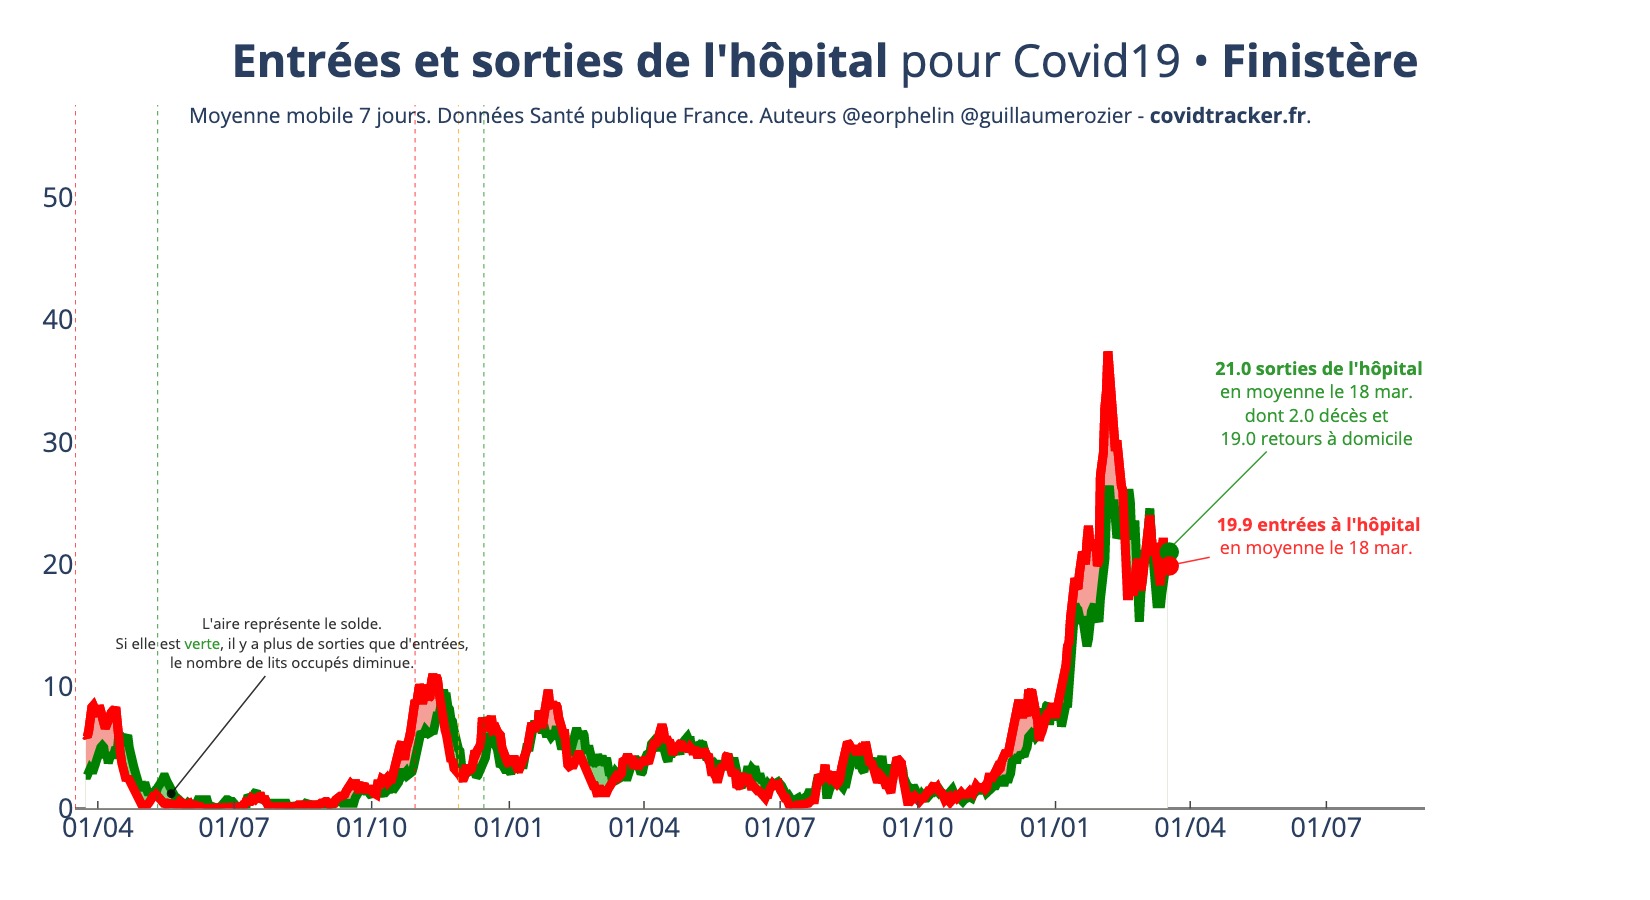 Entrées et sorties de l'hôpital pour Covid19 • Finistère
Moyenne mobile 7 jours. Données Santé publique France. Auteurs @eorphelin @guillaumerozier - covidtracker.fr.
50
40
30
20
10
0
21.0 sorties de l'hôpital
en moyenne le 18 mar.
dont 2.0 décès et
19.0 retours à domicile
19.9 entrées à l'hôpital
en moyenne le 18 mar.
L'aire représente le solde.
Si elle est verte, il y a plus de sorties que d'entrées,
le nombre de lits occupés diminue.
01/04 01/07 01/10 01/01 01/04 01/07 01/10 01/01 01/04 01/07